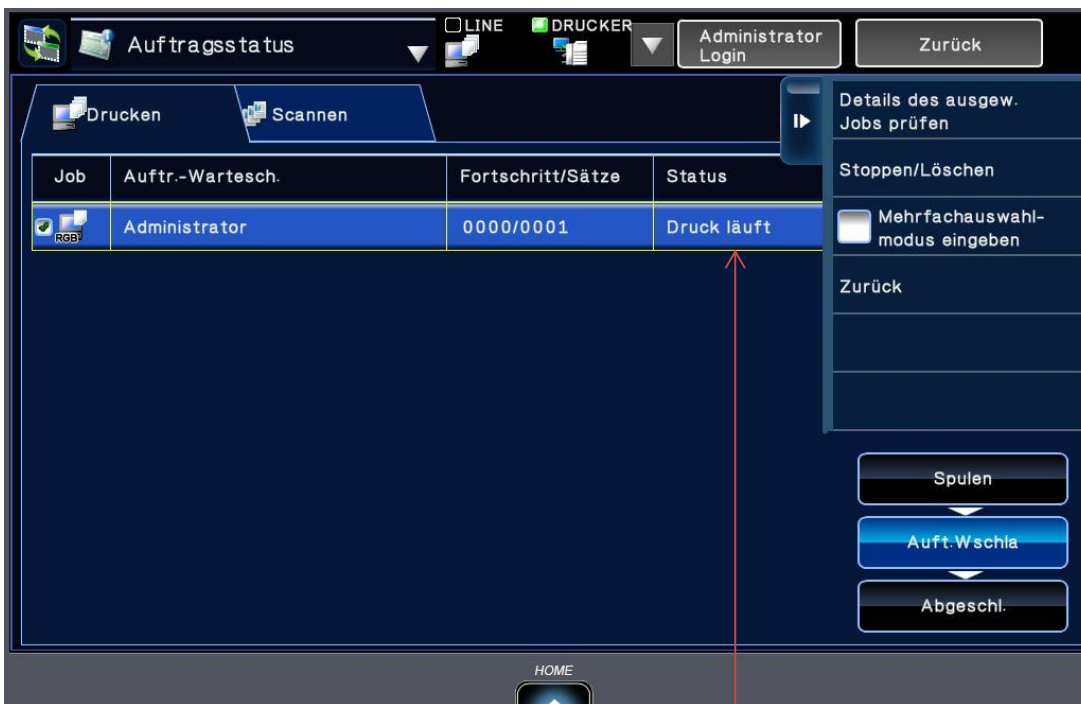 Auftragsstatus
LINE
DRUCKER
Administrator
Login
Zurück
Drucken
Scannen
Details des ausgew.
Jobs prüfen
Job
Auftr.-Wartesch.
Fortschritt/Sätze
Status
Stoppen/Löschen
RGB
Administrator
0000/0001
Druck läuft
Mehrfachauswahl-
modus eingeben
Zurück
Spulen
Auft.Wschla
Abgeschl.
HOME